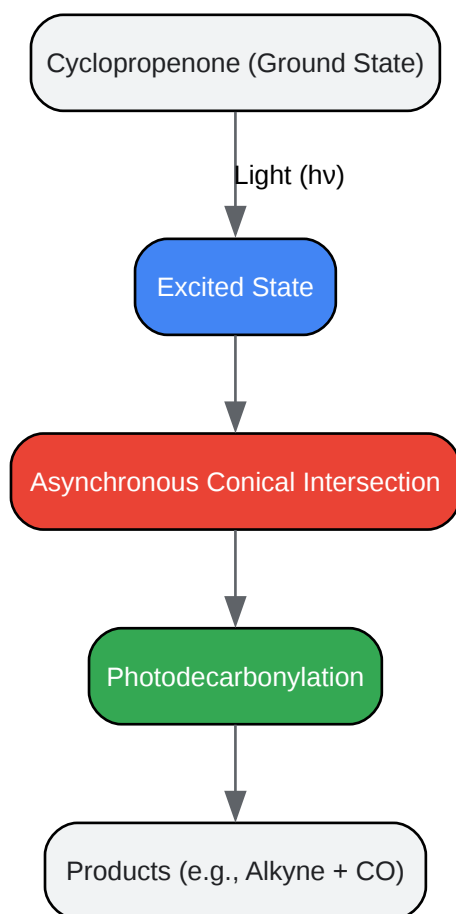 Cyclopropenone (Ground State)
Light (hν)
Excited State
Asynchronous Conical Intersection
Photodecarbonylation
Products (e.g., Alkyne + CO)